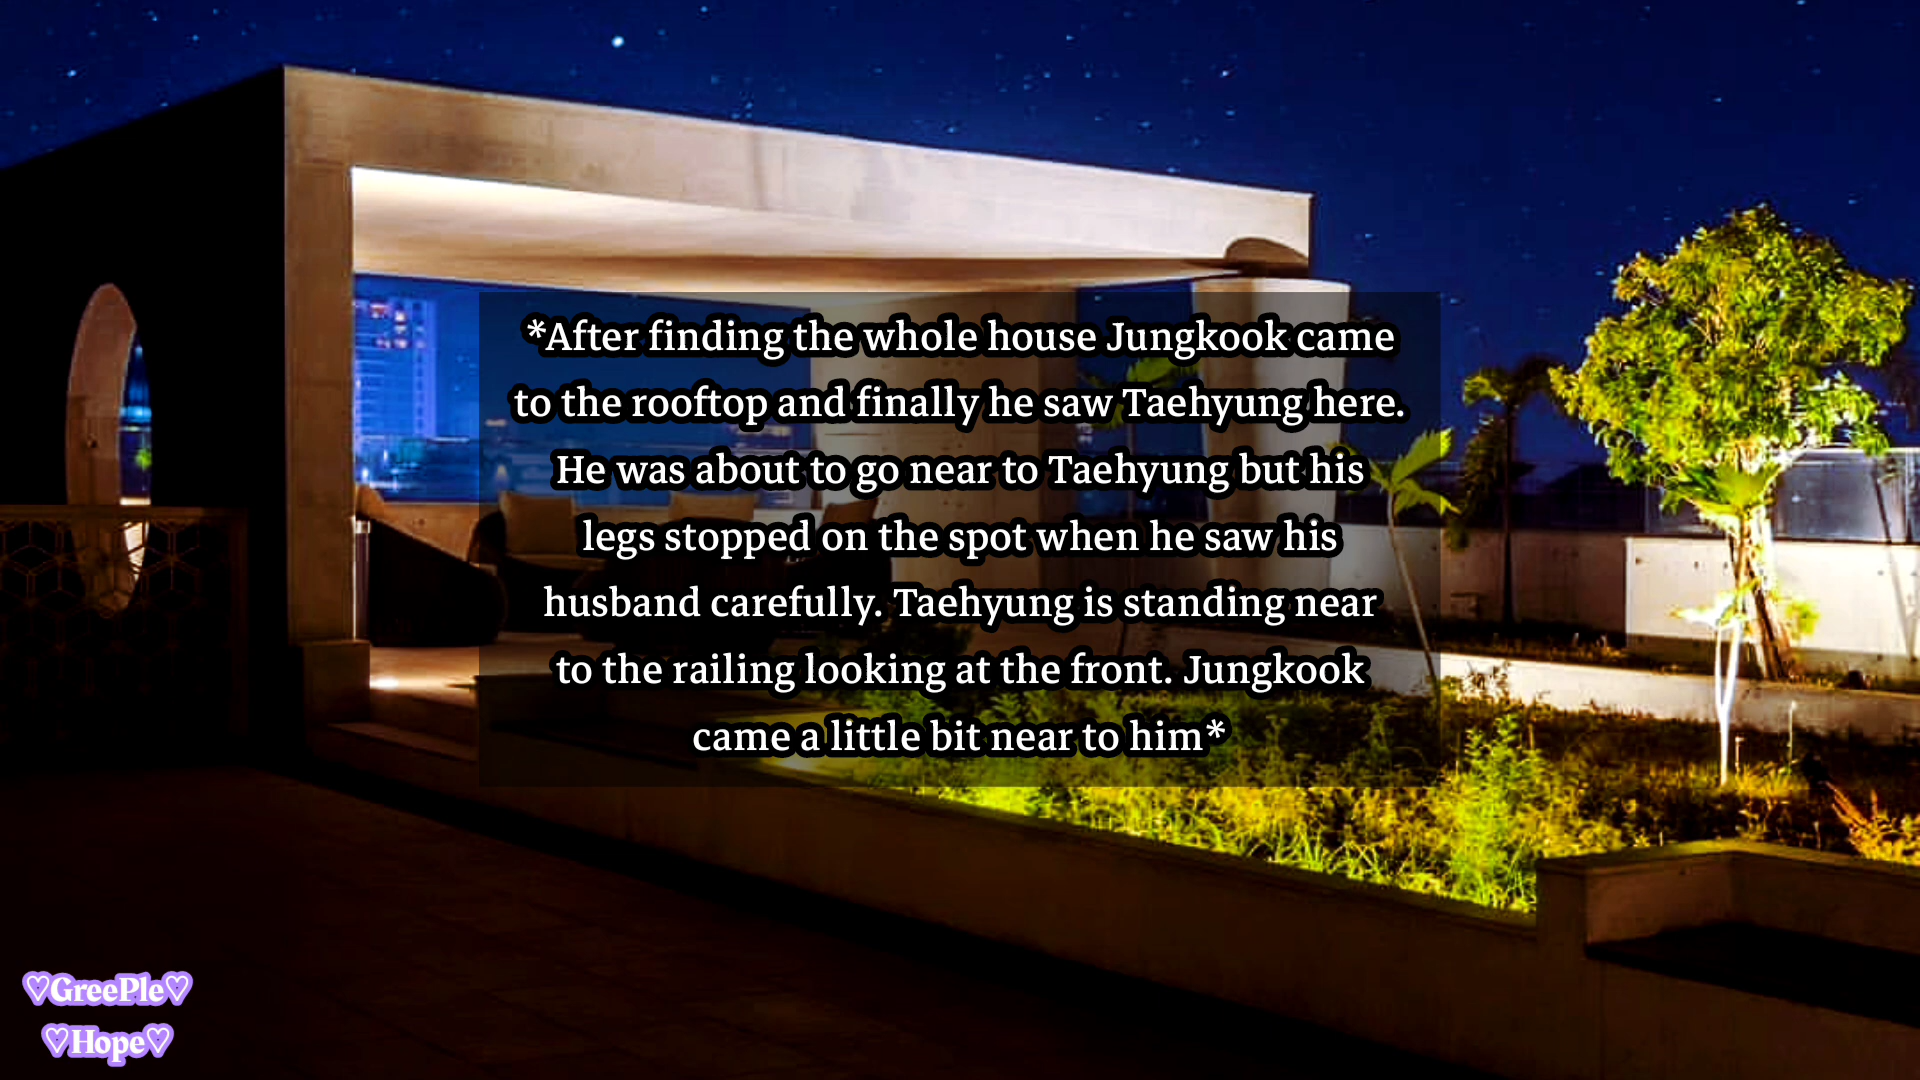 *After finding the whole house Jungkook came
to the rooftop and finally he saw Taehyung here.
He was about to go near to Taehyung but his
legs stopped on the spot when he saw his
husband carefully. Taehyung is standing near
to the railing looking at the front. Jungkook
came a little bit near to him*
♡GreePle♡
♡Hope♡